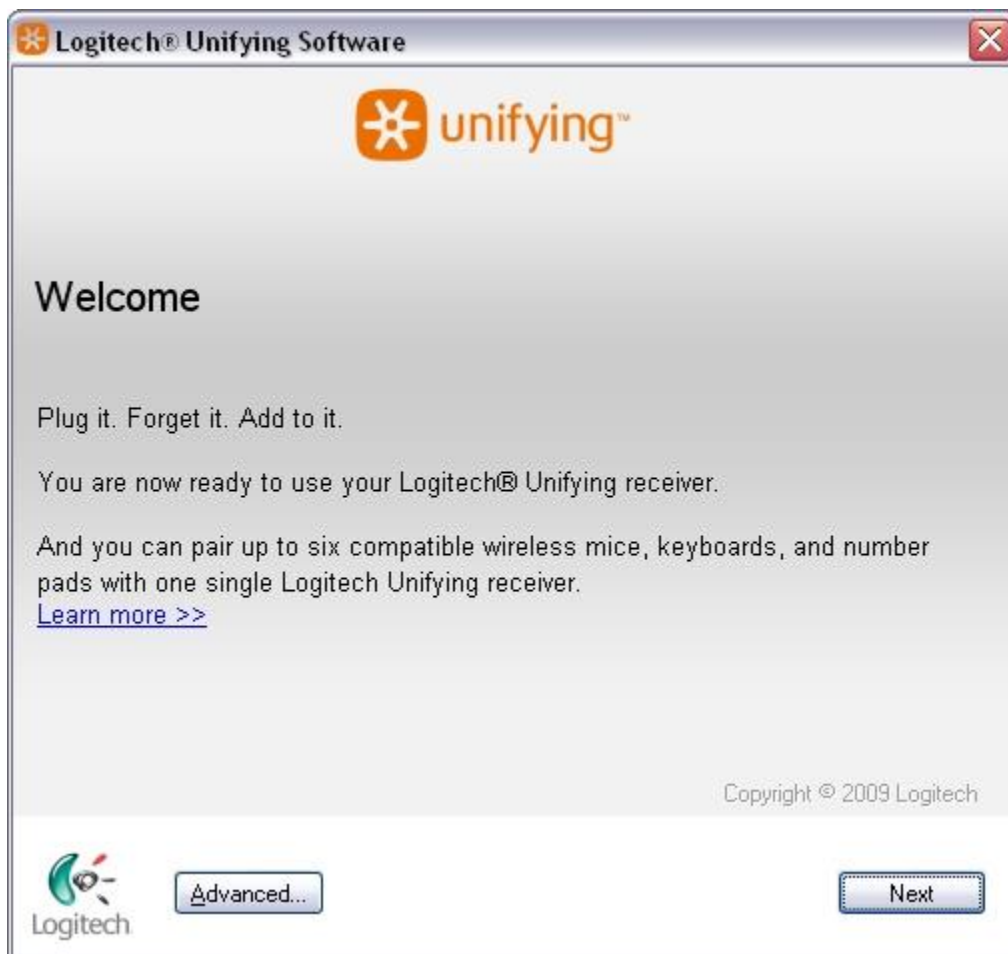 Logitech® Unifying Software
unifying™
Welcome
Plug it. Forget it. Add to it.
You are now ready to use your Logitech® Unifying receiver.
And you can pair up to six compatible wireless mice, keyboards, and number
pads with one single Logitech Unifying receiver.
Learn more >>
Copyright © 2009 Logitech
Logitech
Advanced...
Next